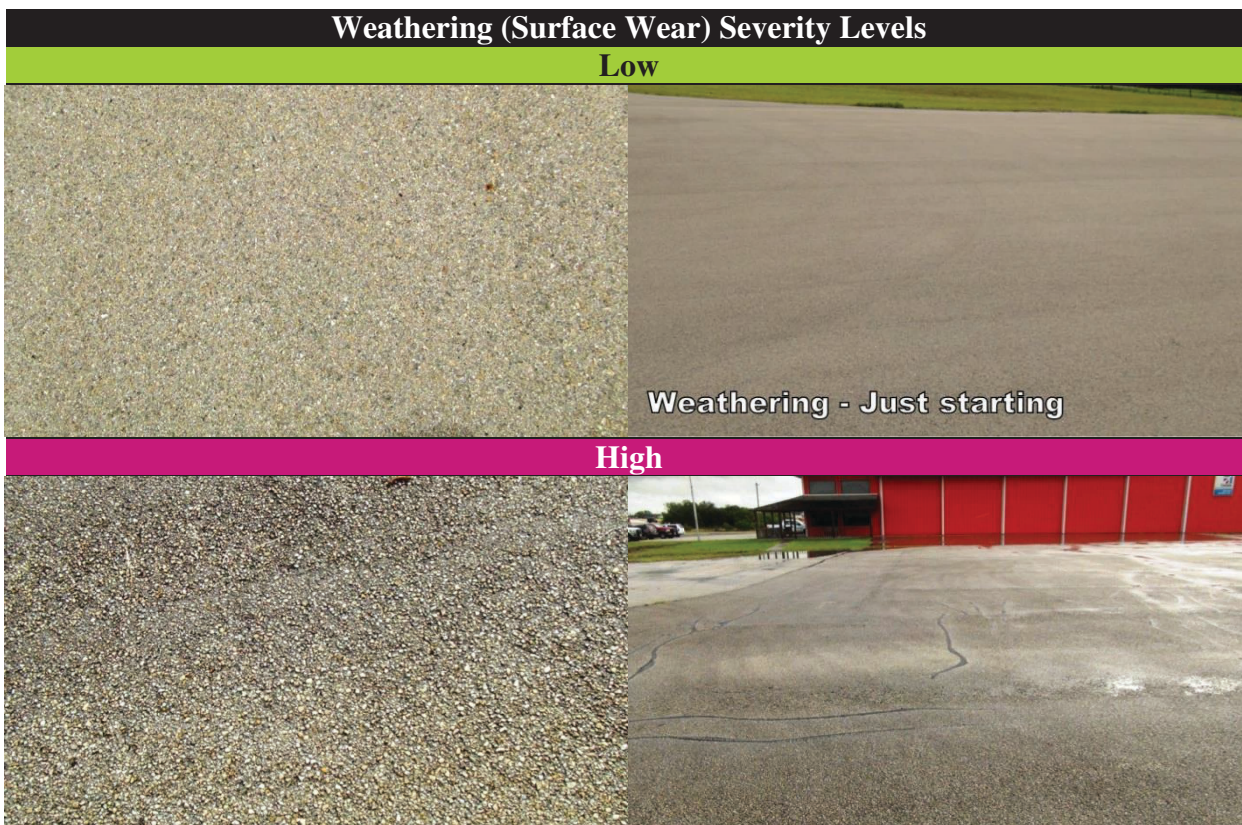 Weathering (Surface Wear) Severity Levels
Low
Weathering - Just starting
High